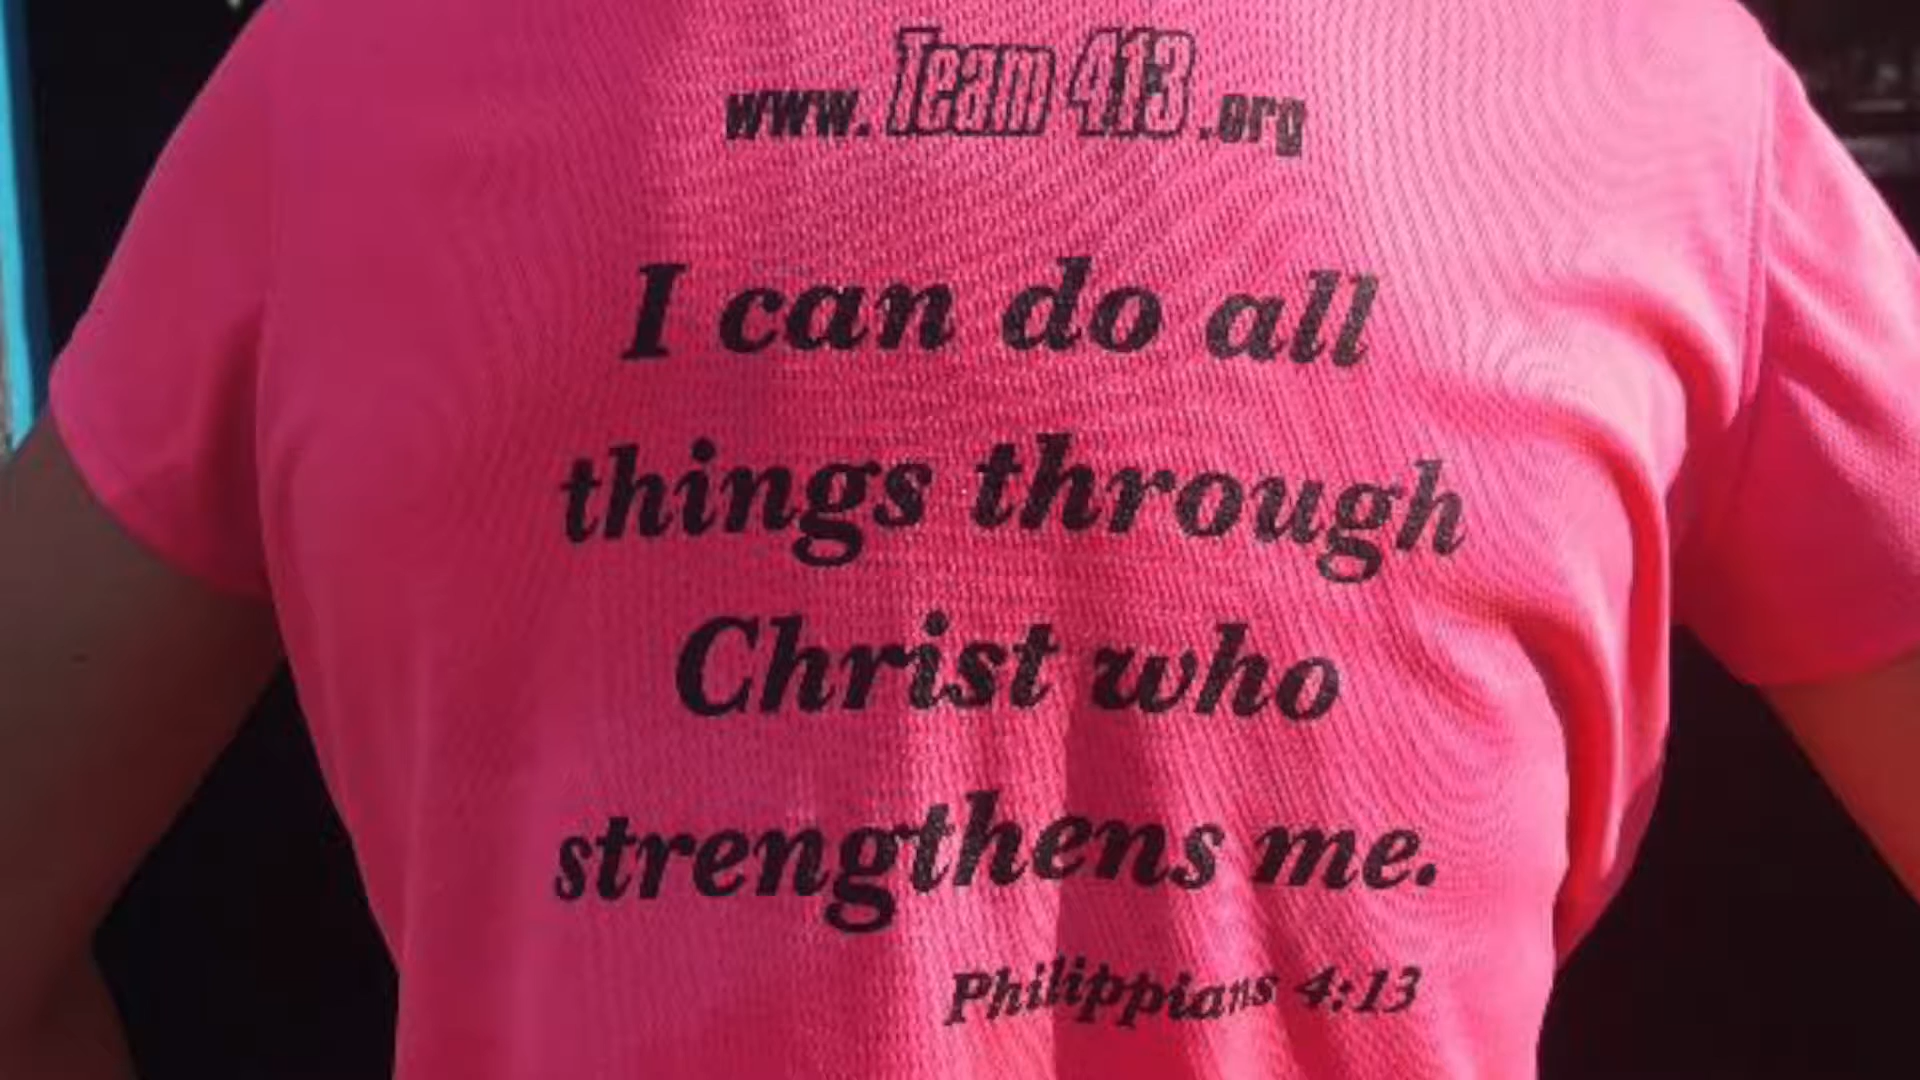 www.Team 413.org
I can do all
things through
Christ who
strengthens me.
Philippians 4:13